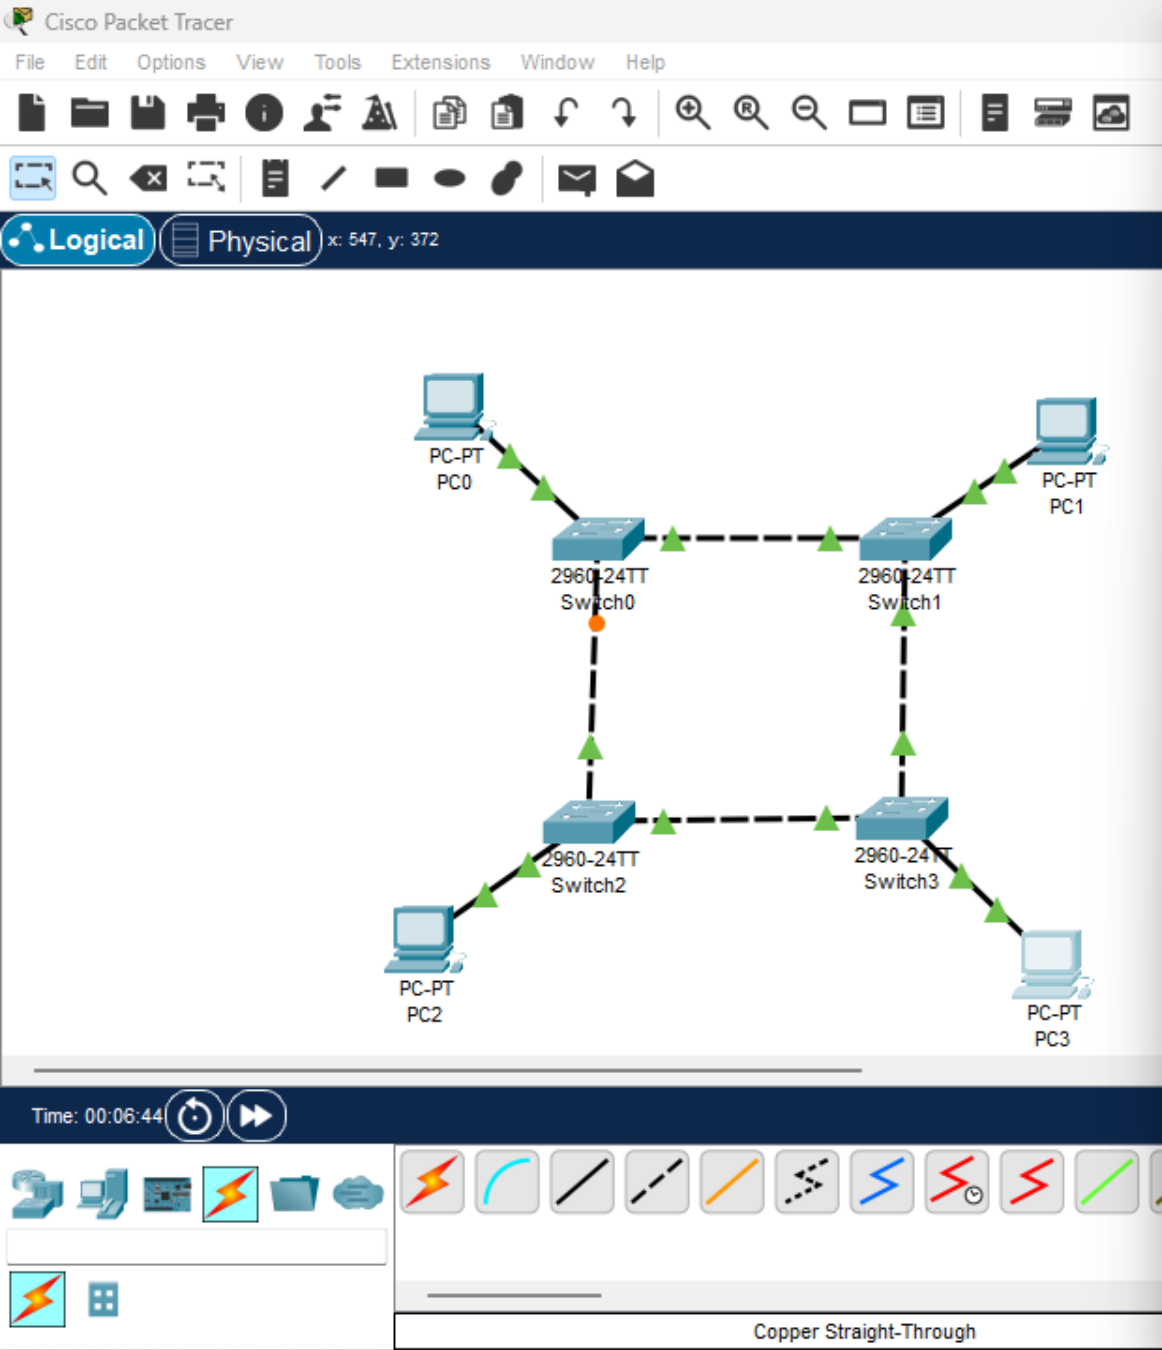 Cisco Packet Tracer
File Edit Options View Tools Extensions Window Help
Logical Physical x: 547, y: 372
PC-PT
PC0
PC-PT
PC1
2960-24TT
Switch0
2960-24TT
Switch1
2960-24TT
Switch2
2960-24TT
Switch3
PC-PT
PC2
PC-PT
PC3
Time: 00:06:44
Copper Straight-Through